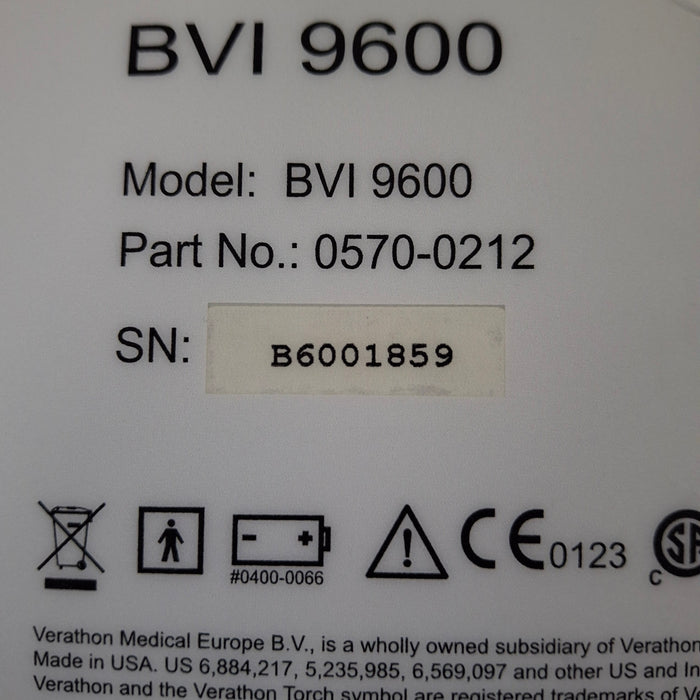 BVI 9600
Model: BVI 9600
Part No.: 0570-0212
SN: B6001859
#0400-0066
CE 0123
C
Verathon Medical Europe B.V., is a wholly owned subsidiary of Verathon
Made in USA. US 6,884,217, 5,235,985, 6,569,097 and other US and In
Verathon and the Verathon Torch symbol are registered trademarks of